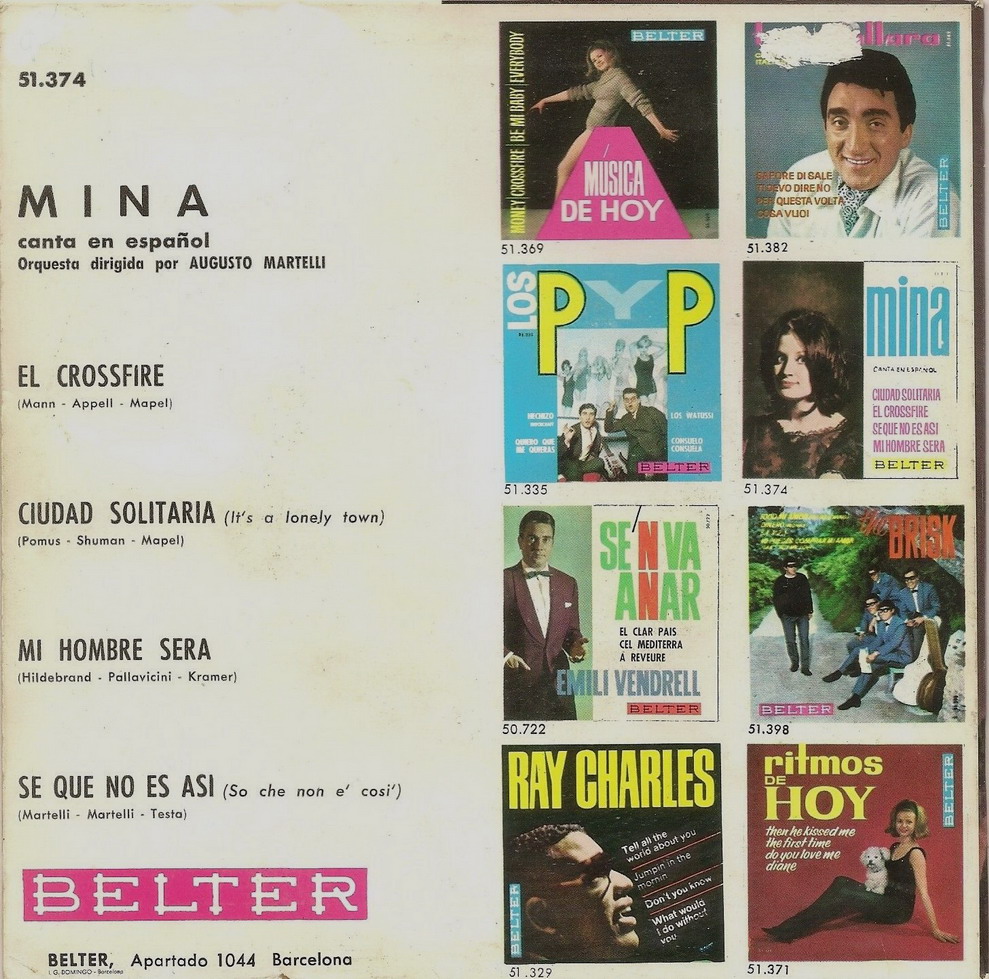 51.374
MINA
canta en español
Orquesta dirigida por AUGUSTO MARTELLI
EL CROSSFIRE
(Mann - Appell - Mapel)
CIUDAD SOLITARIA (It's a lonely town)
(Pomus - Shuman - Mapel)
MI HOMBRE SERA
(Hildebrand - Pallavicini - Kramer)
SE QUE NO ES ASI (So che non e' cosi')
(Martelli - Martelli - Testa)
BELTER
BELTER, Apartado 1044 Barcelona
I. G. DOMINGO - Barcelona
BELTER
MONEY | CROSSFIRE | BE MI BABY | EVERYBODY
MÚSICA
DE HOY
51.369
SAPORE DI SALE
TI DEVO DIRE NO
PER QUESTA VOLTA
COSA VUOI
BELTER
51.382
LOS
P Y P
HECHIZO
QUIERO QUE
ME QUIERAS
LOS WATUSSI
CONSUELO
CONSUELA
BELTER
51.335
mina
CANTA EN ESPAÑOL
CIUDAD SOLITARIA
EL CROSSFIRE
SE QUE NO ES ASI
MI HOMBRE SERA
BELTER
51.374
SE'N VA
ANAR
EL CLAR PAIS
CEL MEDITERRA
A REVEURE
EMILI VENDRELL
BELTER
50.722
the BRISK
BELTER
51.398
RAY CHARLES
Tell all the
world about you
Jumpin in the
mornin
Don't you know
What would
I do without
you
BELTER
51.329
ritmos
DE
HOY
then he kissed me
the first time
do you love me
diane
BELTER
51.371